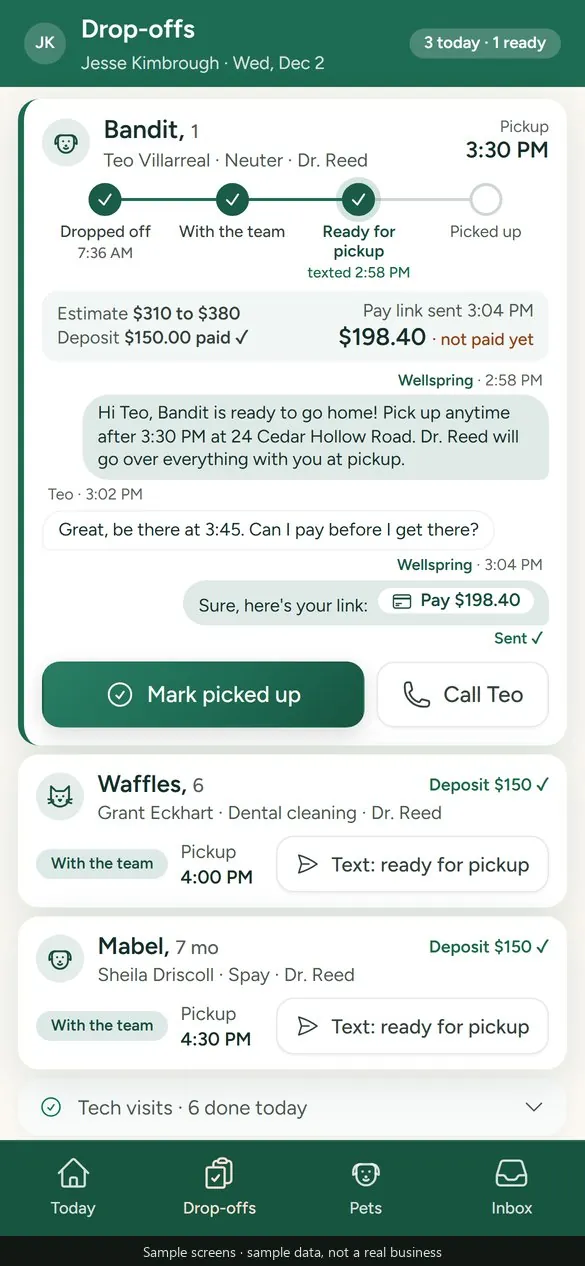 JK
Drop-offs
Jesse Kimbrough · Wed, Dec 2
3 today · 1 ready
Bandit, 1
Teo Villarreal · Neuter · Dr. Reed
Pickup
3:30 PM
Dropped off
7:36 AM
With the team
Ready for
pickup
texted 2:58 PM
Picked up
Estimate $310 to $380
Deposit $150.00 paid ✓
Pay link sent 3:04 PM
$198.40 · not paid yet
Wellspring · 2:58 PM
Hi Teo, Bandit is ready to go home! Pick up anytime
after 3:30 PM at 24 Cedar Hollow Road. Dr. Reed will
go over everything with you at pickup.
Teo · 3:02 PM
Great, be there at 3:45. Can I pay before I get there?
Wellspring · 3:04 PM
Sure, here's your link: Pay $198.40
Sent ✓
Mark picked up
Call Teo
Waffles, 6
Deposit $150 ✓
Grant Eckhart · Dental cleaning · Dr. Reed
With the team
Pickup
4:00 PM
Text: ready for pickup
Mabel, 7 mo
Deposit $150 ✓
Sheila Driscoll · Spay · Dr. Reed
With the team
Pickup
4:30 PM
Text: ready for pickup
Tech visits · 6 done today
Today
Drop-offs
Pets
Inbox
Sample screens · sample data, not a real business